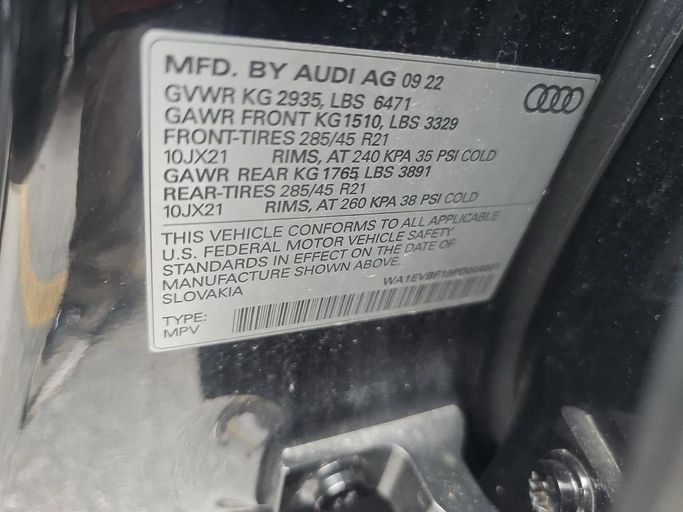 MFD. BY AUDI AG 09 22
GVWR KG 2935, LBS 6471
GAWR FRONT KG 1510, LBS 3329
FRONT-TIRES 285/45 R21
10JX21 RIMS, AT 240 KPA 35 PSI COLD
GAWR REAR KG 1765, LBS 3891
REAR-TIRES 285/45 R21
10JX21 RIMS, AT 260 KPA 38 PSI COLD
THIS VEHICLE CONFORMS TO ALL APPLICABLE
U.S. FEDERAL MOTOR VEHICLE SAFETY
STANDARDS IN EFFECT ON THE DATE OF
MANUFACTURE SHOWN ABOVE.
SLOVAKIA
TYPE:
MPV